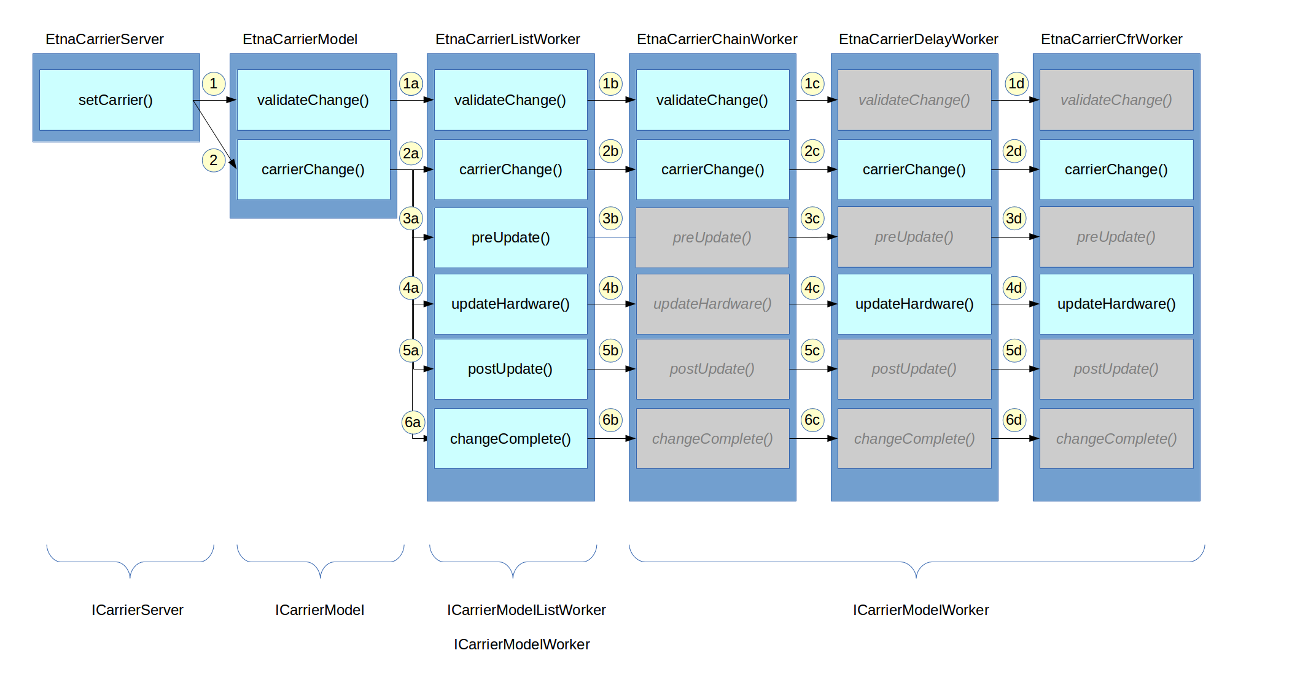 EtnaCarrierServer
EtnaCarrierModel
EtnaCarrierListWorker
EtnaCarrierChainWorker
EtnaCarrierDelayWorker
EtnaCarrierCfrWorker
setCarrier()
1
validateChange()
1a
validateChange()
1b
validateChange()
1c
validateChange()
1d
validateChange()
2
carrierChange()
2a
carrierChange()
2b
carrierChange()
2c
carrierChange()
2d
carrierChange()
3a
preUpdate()
3b
preUpdate()
3c
preUpdate()
3d
preUpdate()
4a
updateHardware()
4b
updateHardware()
4c
updateHardware()
4d
updateHardware()
5a
postUpdate()
5b
postUpdate()
5c
postUpdate()
5d
postUpdate()
6a
changeComplete()
6b
changeComplete()
6c
changeComplete()
6d
changeComplete()
ICarrierServer
ICarrierModel
ICarrierModelListWorker
ICarrierModelWorker
ICarrierModelWorker